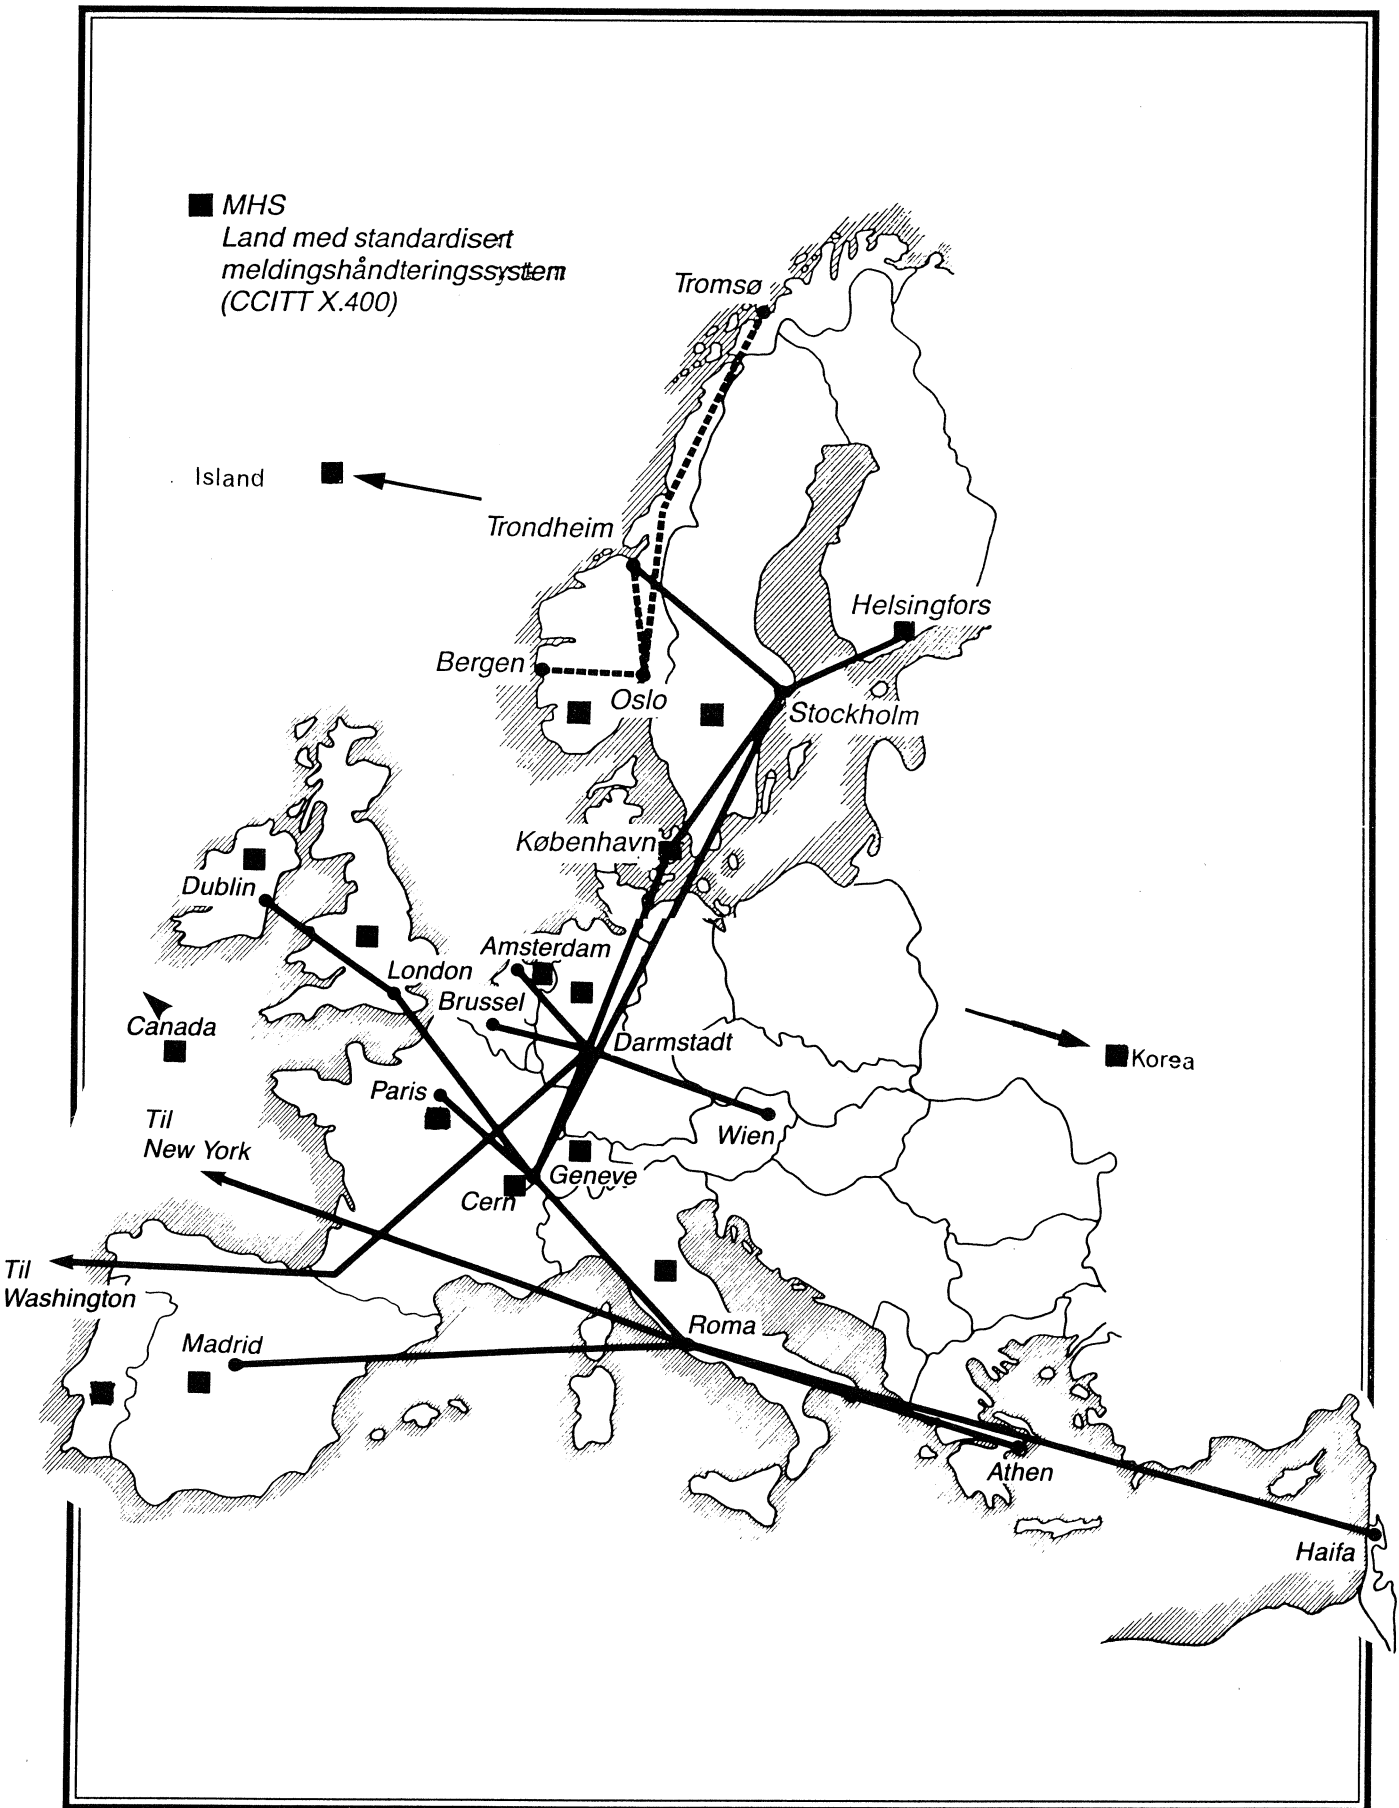 MHS
Land med standardisert
meldingshåndteringssystem
(CCITT X.400)
Tromsø
Island
Trondheim
Helsingfors
Bergen
Oslo
Stockholm
København
Dublin
Amsterdam
London
Brussel
Canada
Darmstadt
Korea
Paris
Til
New York
Wien
Geneve
Cern
Til
Washington
Roma
Madrid
Athen
Haifa